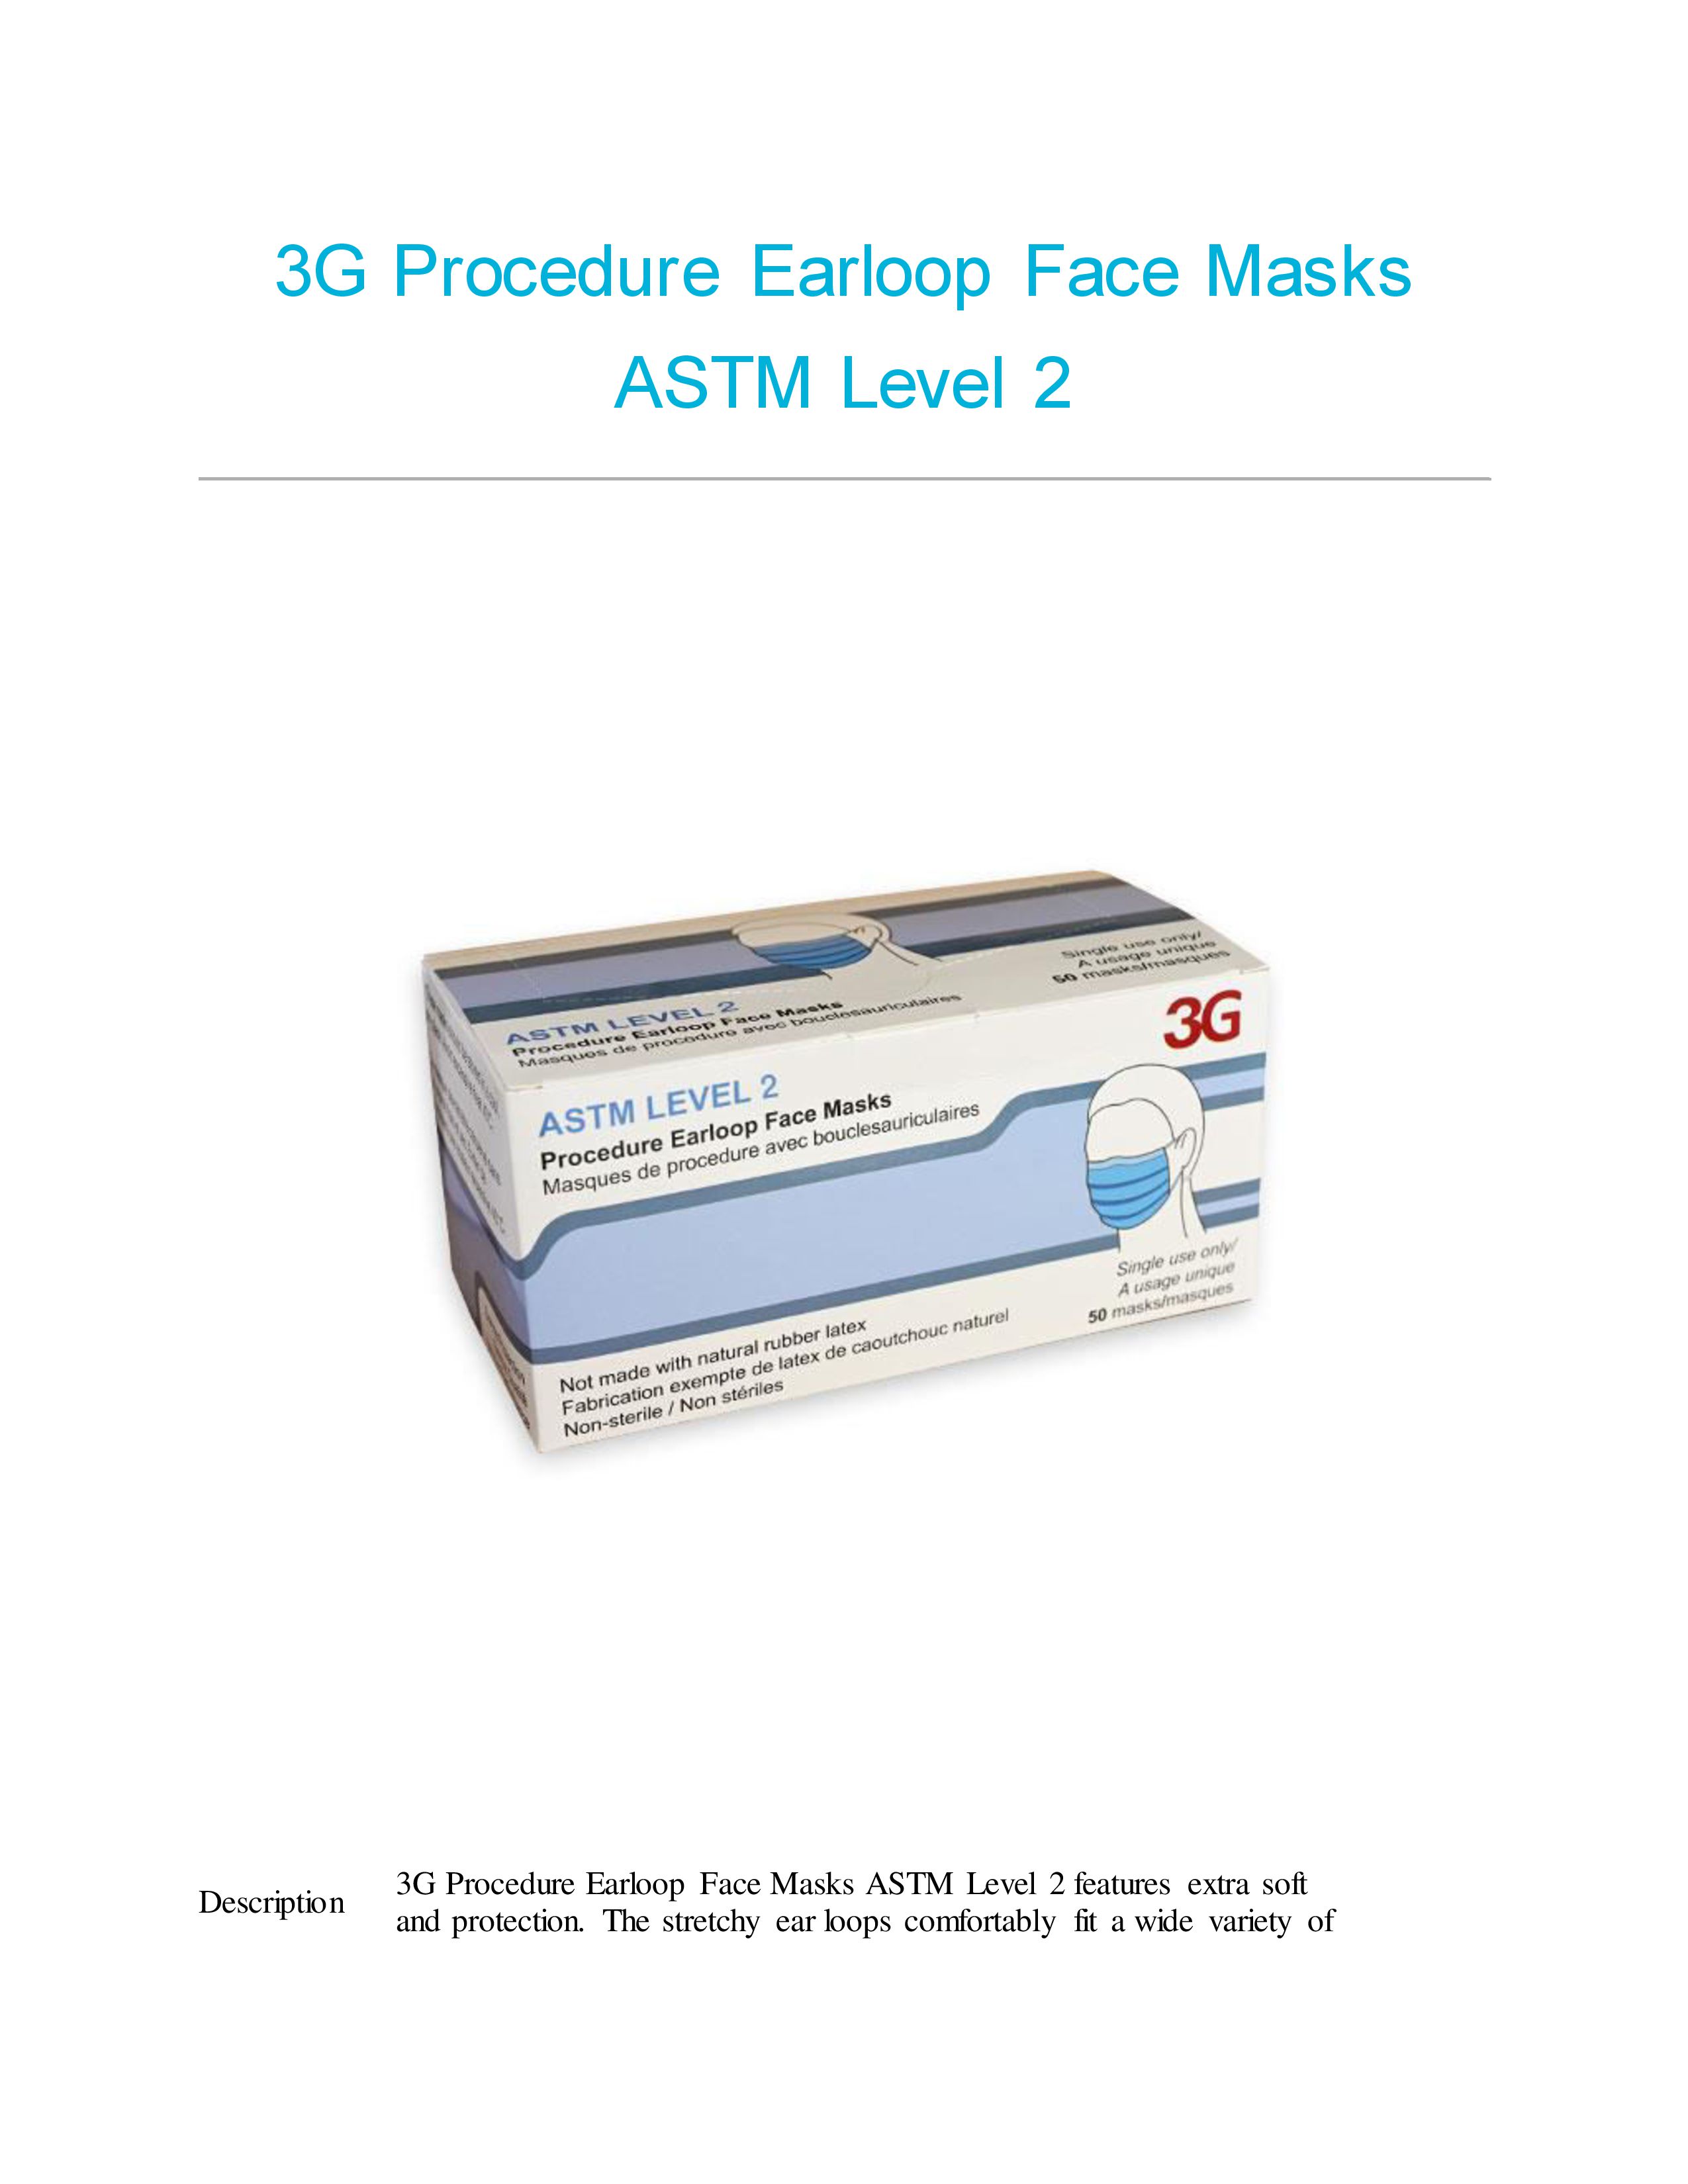 3G Procedure Earloop Face Masks
ASTM Level 2
Single use only/
A usage unique
50 masks/masques
ASTM LEVEL 2
Procedure Earloop Face Masks
Masques de procedure avec bouclesauriculaires
3G
ASTM LEVEL 2
Procedure Earloop Face Masks
Masques de procedure avec bouclesauriculaires
Single use only/
A usage unique
50 masks/masques
Not made with natural rubber latex
Fabrication exempte de latex de caoutchouc naturel
Non-sterile / Non stériles
Description
3G Procedure Earloop Face Masks ASTM Level 2 features extra soft
and protection. The stretchy ear loops comfortably fit a wide variety of